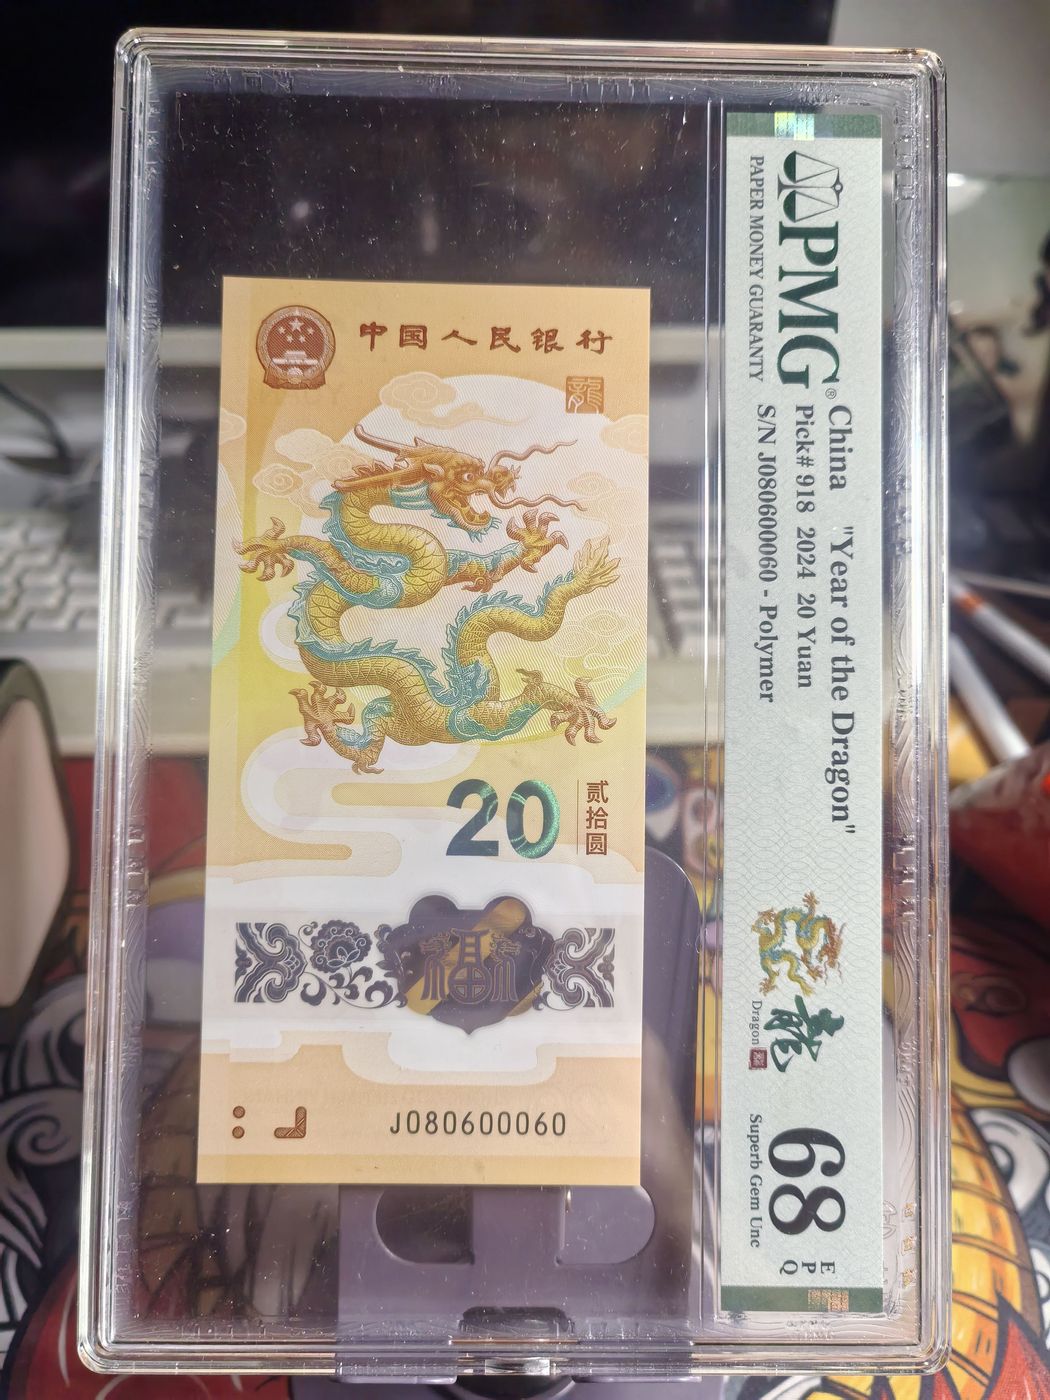 中国人民银行
龍
20
贰拾圆
福
J080600060
PMG®
PAPER MONEY GUARANTY
China "Year of the Dragon"
Pick# 918 2024 20 Yuan
S/N J080600060 - Polymer
龍
Dragon
68 EPQ
Superb Gem Unc